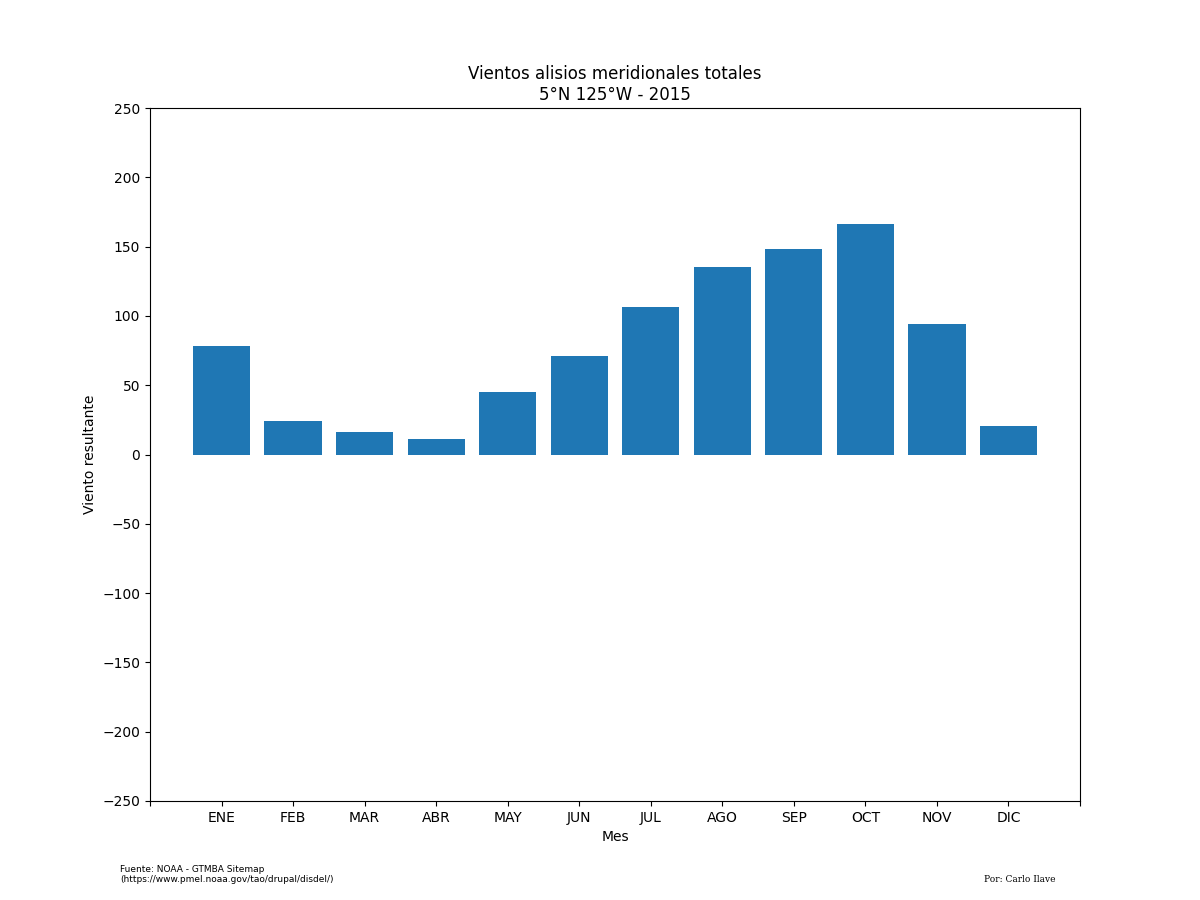 Vientos alisios meridionales totales
5°N 125°W - 2015
250
200
150
100
50
0
−50
−100
−150
−200
−250
Viento resultante
ENE FEB MAR ABR MAY JUN JUL AGO SEP OCT NOV DIC
Mes
Fuente: NOAA - GTMBA Sitemap
(https://www.pmel.noaa.gov/tao/drupal/disdel/)
Por: Carlo Ilave